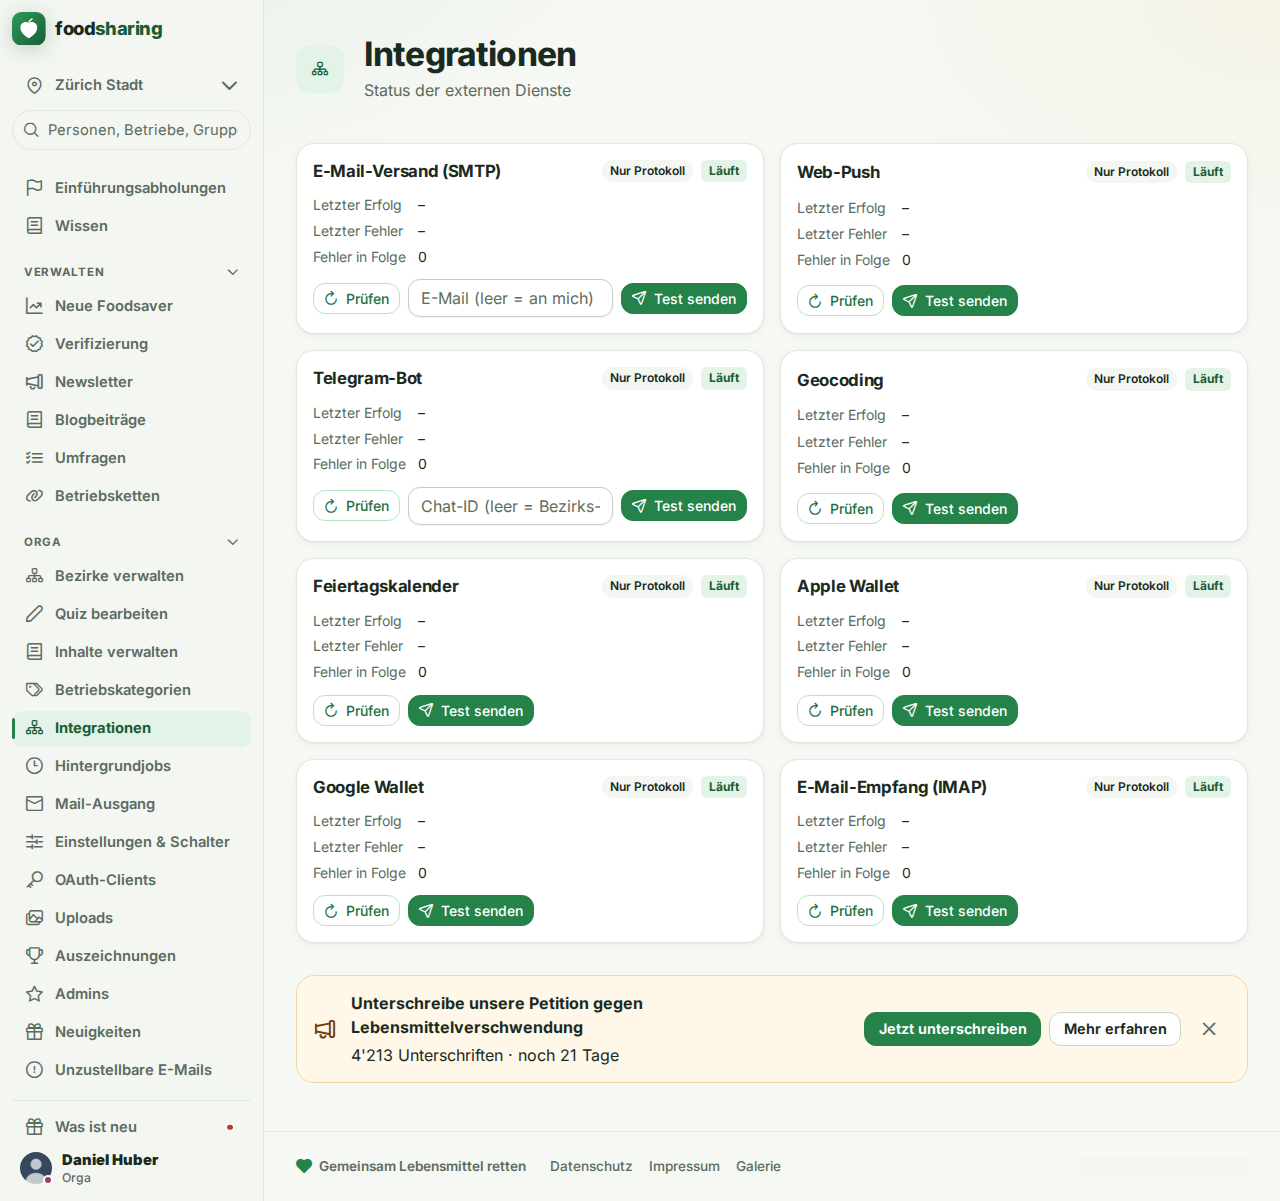 foodsharing
Zürich Stadt
Personen, Betriebe, Grupp
Einführungsabholungen
Wissen
VERWALTEN
Neue Foodsaver
Verifizierung
Newsletter
Blogbeiträge
Umfragen
Betriebsketten
ORGA
Bezirke verwalten
Quiz bearbeiten
Inhalte verwalten
Betriebskategorien
Integrationen
Hintergrundjobs
Mail-Ausgang
Einstellungen & Schalter
OAuth-Clients
Uploads
Auszeichnungen
Admins
Neuigkeiten
Unzustellbare E-Mails
Was ist neu
Daniel Huber
Orga
Integrationen
Status der externen Dienste
E-Mail-Versand (SMTP) Nur Protokoll Läuft
Letzter Erfolg –
Letzter Fehler –
Fehler in Folge 0
Prüfen E-Mail (leer = an mich) Test senden
Web-Push Nur Protokoll Läuft
Letzter Erfolg –
Letzter Fehler –
Fehler in Folge 0
Prüfen Test senden
Telegram-Bot Nur Protokoll Läuft
Letzter Erfolg –
Letzter Fehler –
Fehler in Folge 0
Prüfen Chat-ID (leer = Bezirks- Test senden
Geocoding Nur Protokoll Läuft
Letzter Erfolg –
Letzter Fehler –
Fehler in Folge 0
Prüfen Test senden
Feiertagskalender Nur Protokoll Läuft
Letzter Erfolg –
Letzter Fehler –
Fehler in Folge 0
Prüfen Test senden
Apple Wallet Nur Protokoll Läuft
Letzter Erfolg –
Letzter Fehler –
Fehler in Folge 0
Prüfen Test senden
Google Wallet Nur Protokoll Läuft
Letzter Erfolg –
Letzter Fehler –
Fehler in Folge 0
Prüfen Test senden
E-Mail-Empfang (IMAP) Nur Protokoll Läuft
Letzter Erfolg –
Letzter Fehler –
Fehler in Folge 0
Prüfen Test senden
Unterschreibe unsere Petition gegen
Lebensmittelverschwendung
4'213 Unterschriften · noch 21 Tage
Jetzt unterschreiben Mehr erfahren
Gemeinsam Lebensmittel retten Datenschutz Impressum Galerie